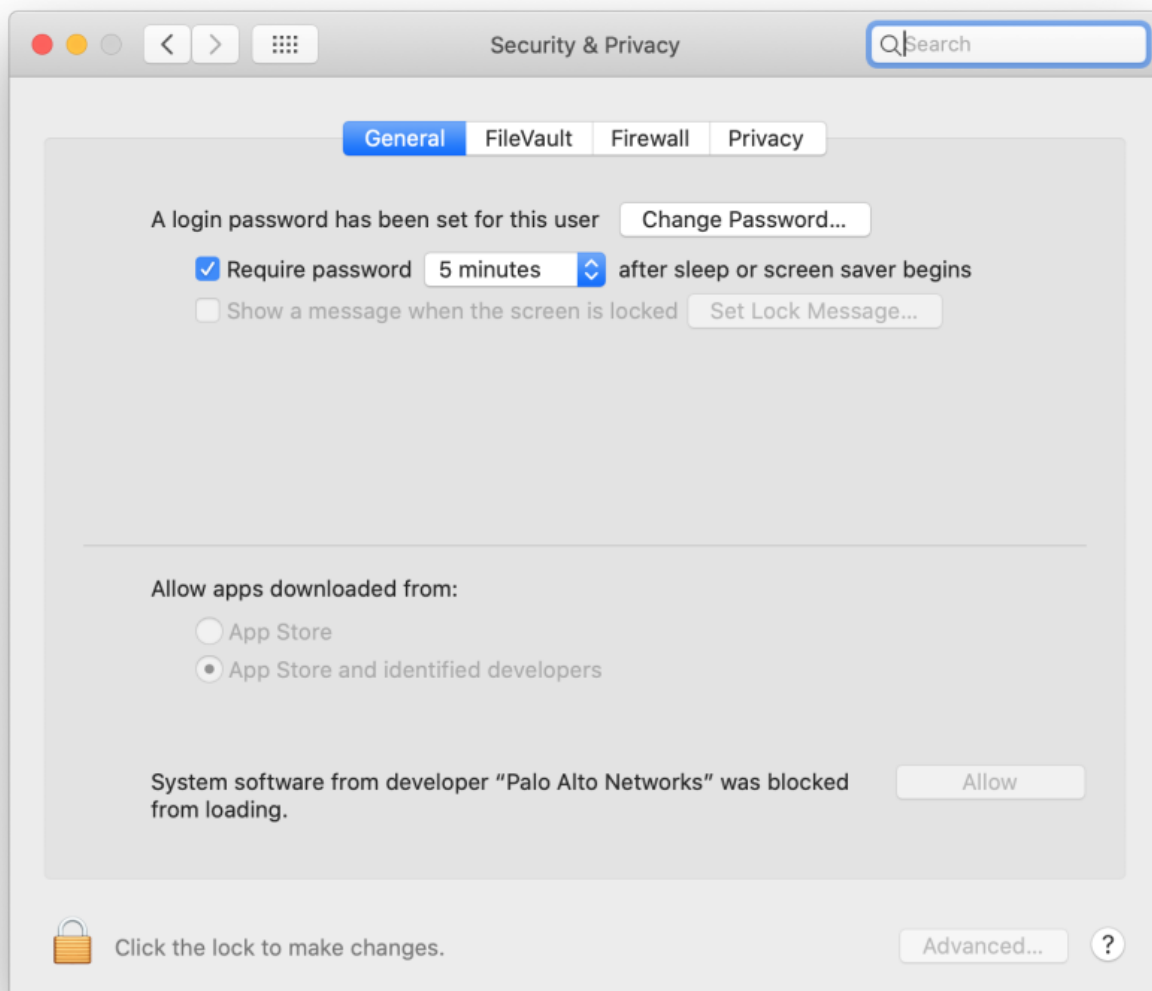 Security & Privacy
Search
General FileVault Firewall Privacy
A login password has been set for this user Change Password...
Require password 5 minutes after sleep or screen saver begins
Show a message when the screen is locked Set Lock Message...
Allow apps downloaded from:
App Store
App Store and identified developers
System software from developer “Palo Alto Networks” was blocked Allow
from loading.
Click the lock to make changes. Advanced... ?